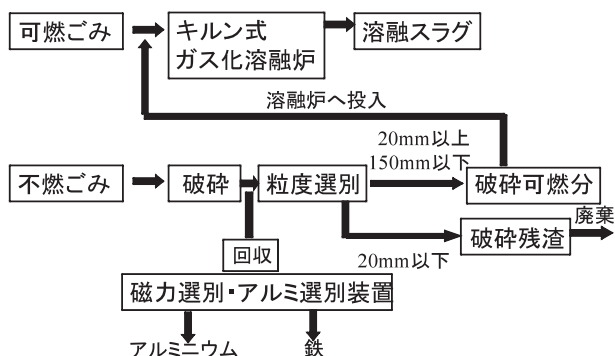 可燃ごみ
キルン式
ガス化溶融炉
溶融スラグ
溶融炉へ投入
20mm以上
150mm以下
不燃ごみ
破砕
粒度選別
破砕可燃分
廃棄
破砕残渣
回収
20mm以下
磁力選別・アルミ選別装置
アルミニウム
鉄